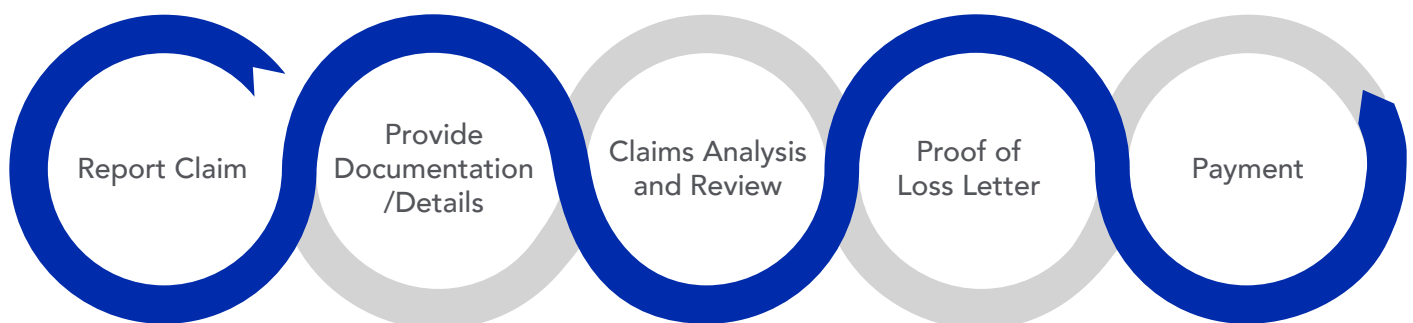 Report Claim
Provide
Documentation
/Details
Claims Analysis
and Review
Proof of
Loss Letter
Payment